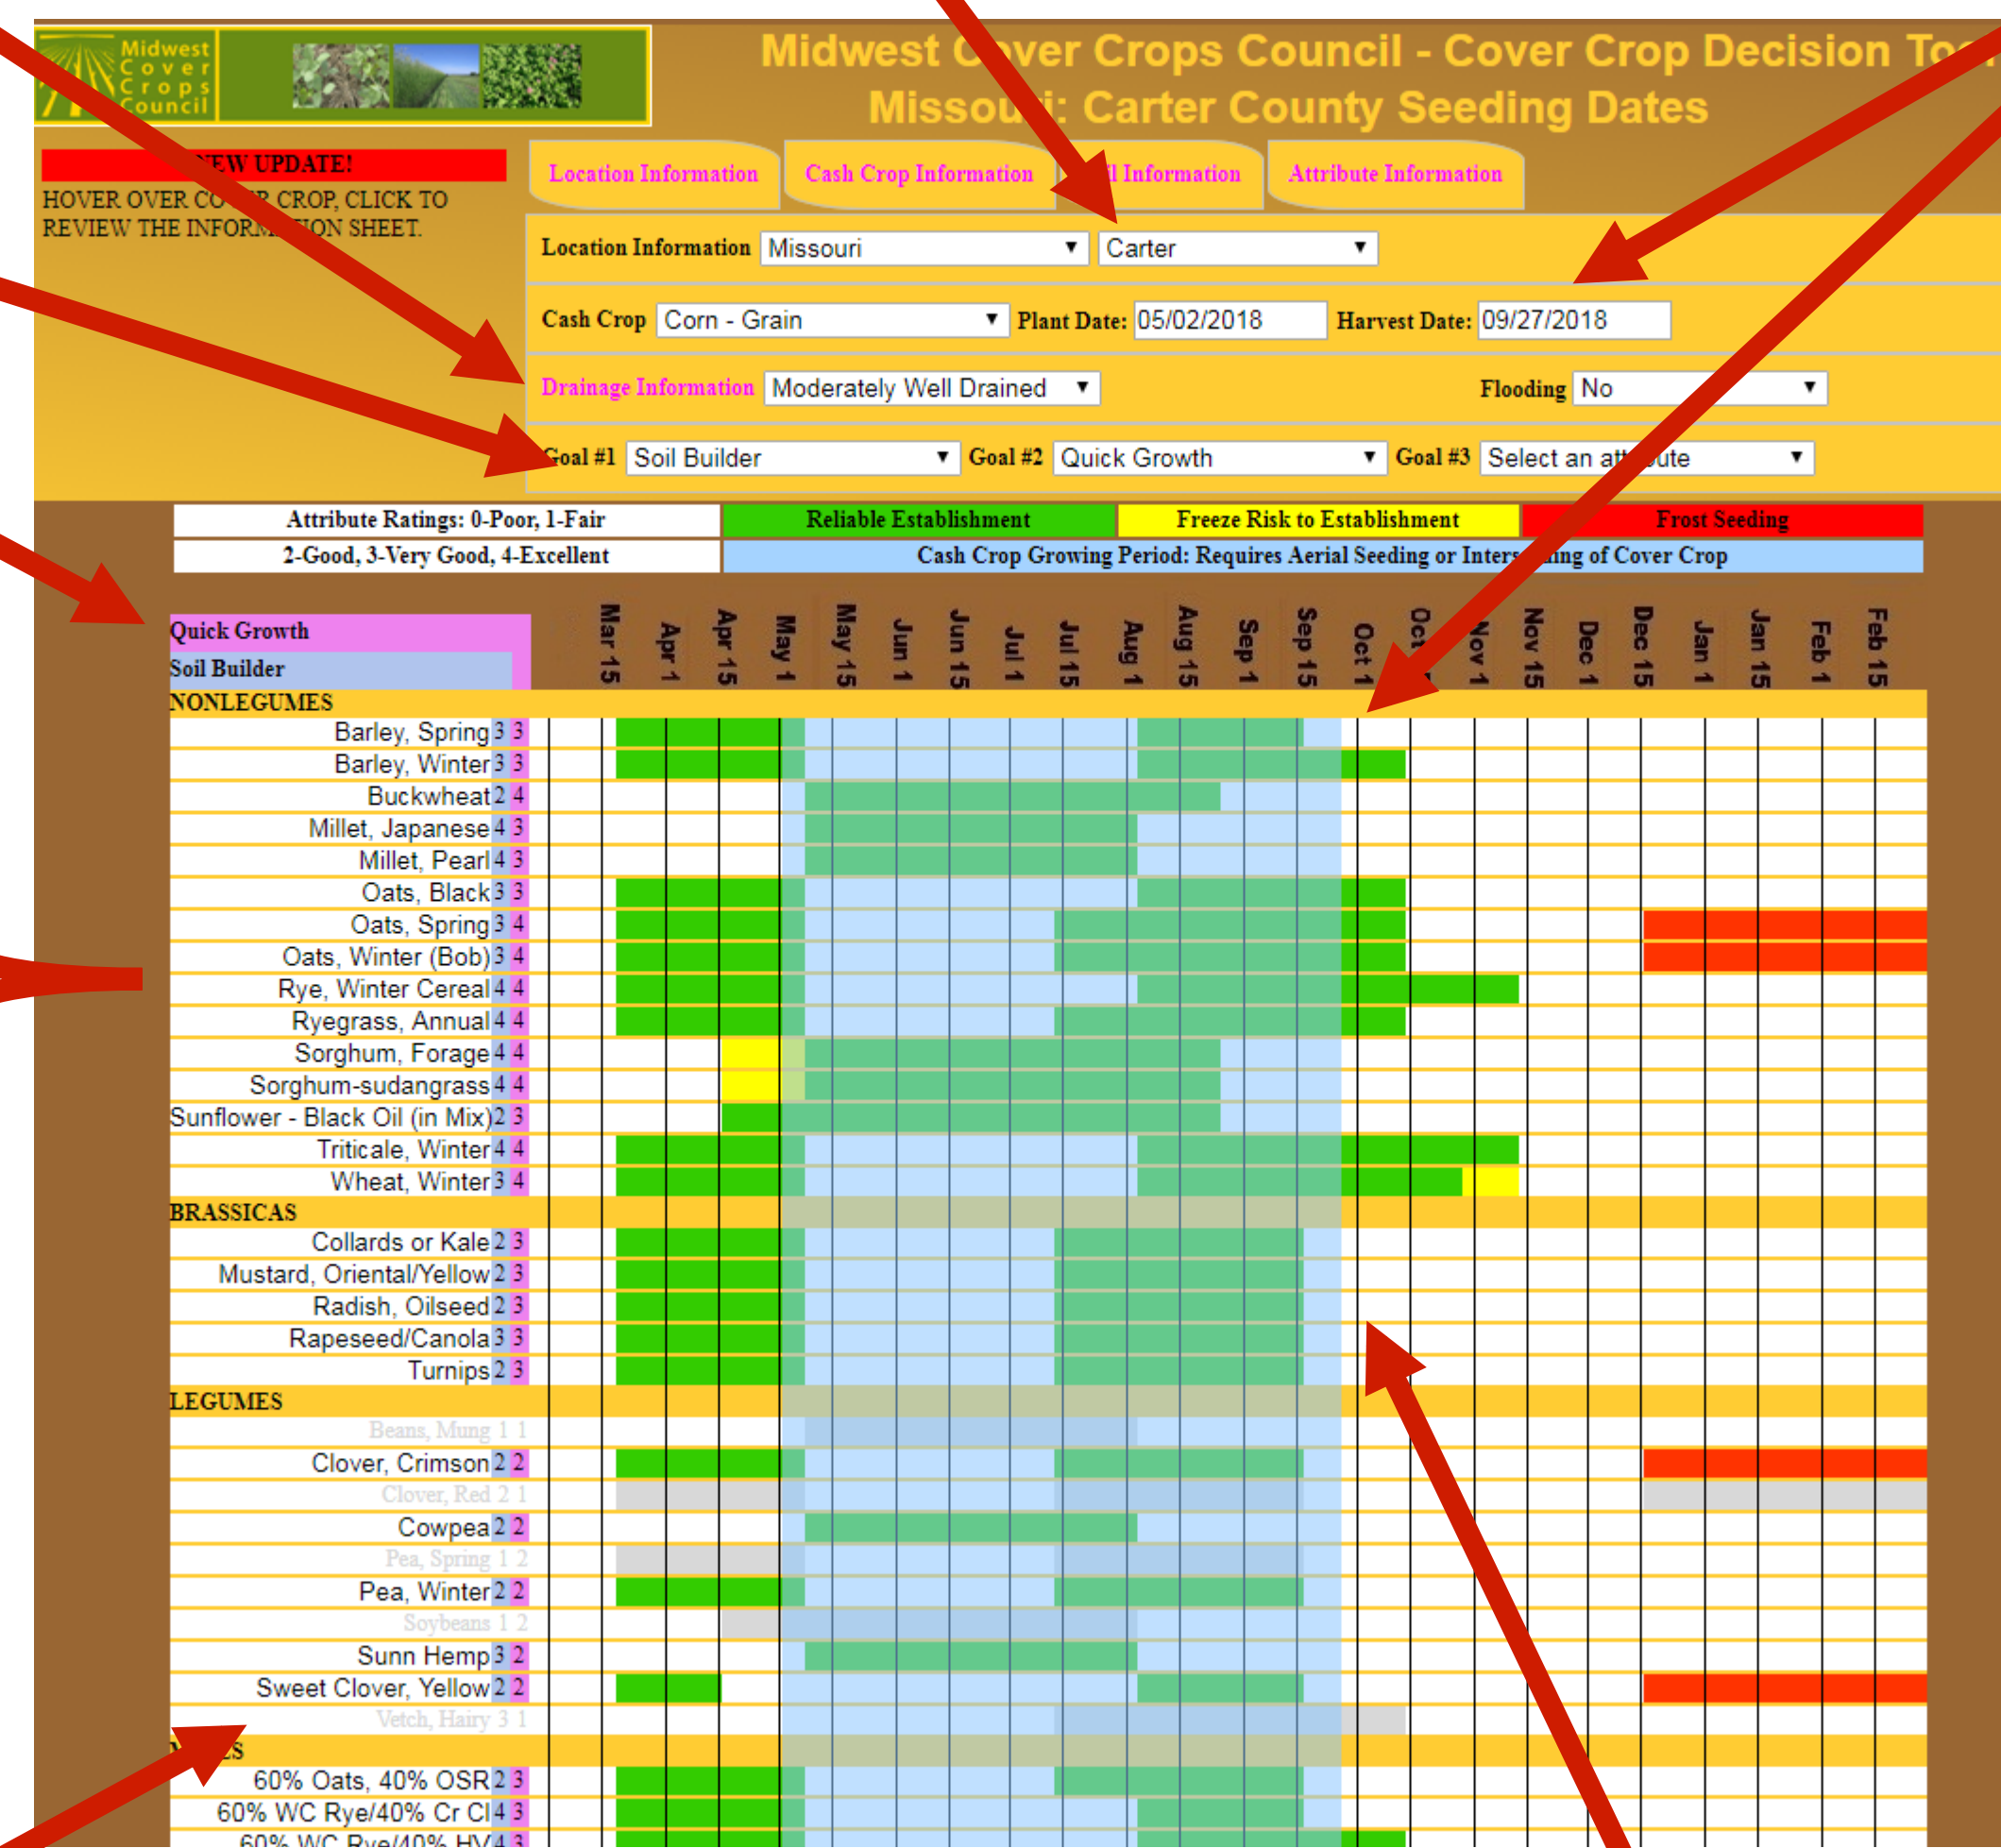 Midwest
Cover
Crops
Council
Midwest Cover Crops Council - Cover Crop Decision
Missouri: Carter County Seeding Dates
NEW UPDATE!
HOVER OVER COVER CROP, CLICK TO
REVIEW THE INFORMATION SHEET.
Location Information
Cash Crop Information
Information
Attribute Information
Location Information Missouri Carter
Cash Crop Corn - Grain Plant Date: 05/02/2018 Harvest Date: 09/27/2018
Drainage Information Moderately Well Drained Flooding No
Goal #1 Soil Builder Goal #2 Quick Growth Goal #3 Select an attribute
Attribute Ratings: 0-Poor, 1-Fair Reliable Establishment Freeze Risk to Establishment Frost Seeding
2-Good, 3-Very Good, 4-Excellent Cash Crop Growing Period: Requires Aerial Seeding or Interseeding of Cover Crop
Quick Growth
Soil Builder
Mar 15 Apr 1 Apr 15 May 1 May 15 Jun 1 Jun 15 Jul 1 Jul 15 Aug 1 Aug 15 Sep 1 Sep 15 Oct 1 Oct Nov 1 Nov 15 Dec 1 Dec 15 Jan 1 Jan 15 Feb 1 Feb 15
NONLEGUMES
Barley, Spring 3 3
Barley, Winter 3 3
Buckwheat 2 4
Millet, Japanese 4 3
Millet, Pearl 4 3
Oats, Black 3 3
Oats, Spring 3 4
Oats, Winter (Bob) 3 4
Rye, Winter Cereal 4 4
Ryegrass, Annual 4 4
Sorghum, Forage 4 4
Sorghum-sudangrass 4 4
Sunflower - Black Oil (in Mix) 2 3
Triticale, Winter 4 4
Wheat, Winter 3 4
BRASSICAS
Collards or Kale 2 3
Mustard, Oriental/Yellow 2 3
Radish, Oilseed 2 3
Rapeseed/Canola 3 3
Turnips 2 3
LEGUMES
Beans, Mung 1 1
Clover, Crimson 2 2
Clover, Red 2 1
Cowpea 2 2
Pea, Spring 1 2
Pea, Winter 2 2
Soybeans 1 2
Sunn Hemp 3 2
Sweet Clover, Yellow 2 2
Vetch, Hairy 3 1
60% Oats, 40% OSR 2 3
60% WC Rye/40% Cr Cl 4 3
60% WC Rye/40% HV 4 3